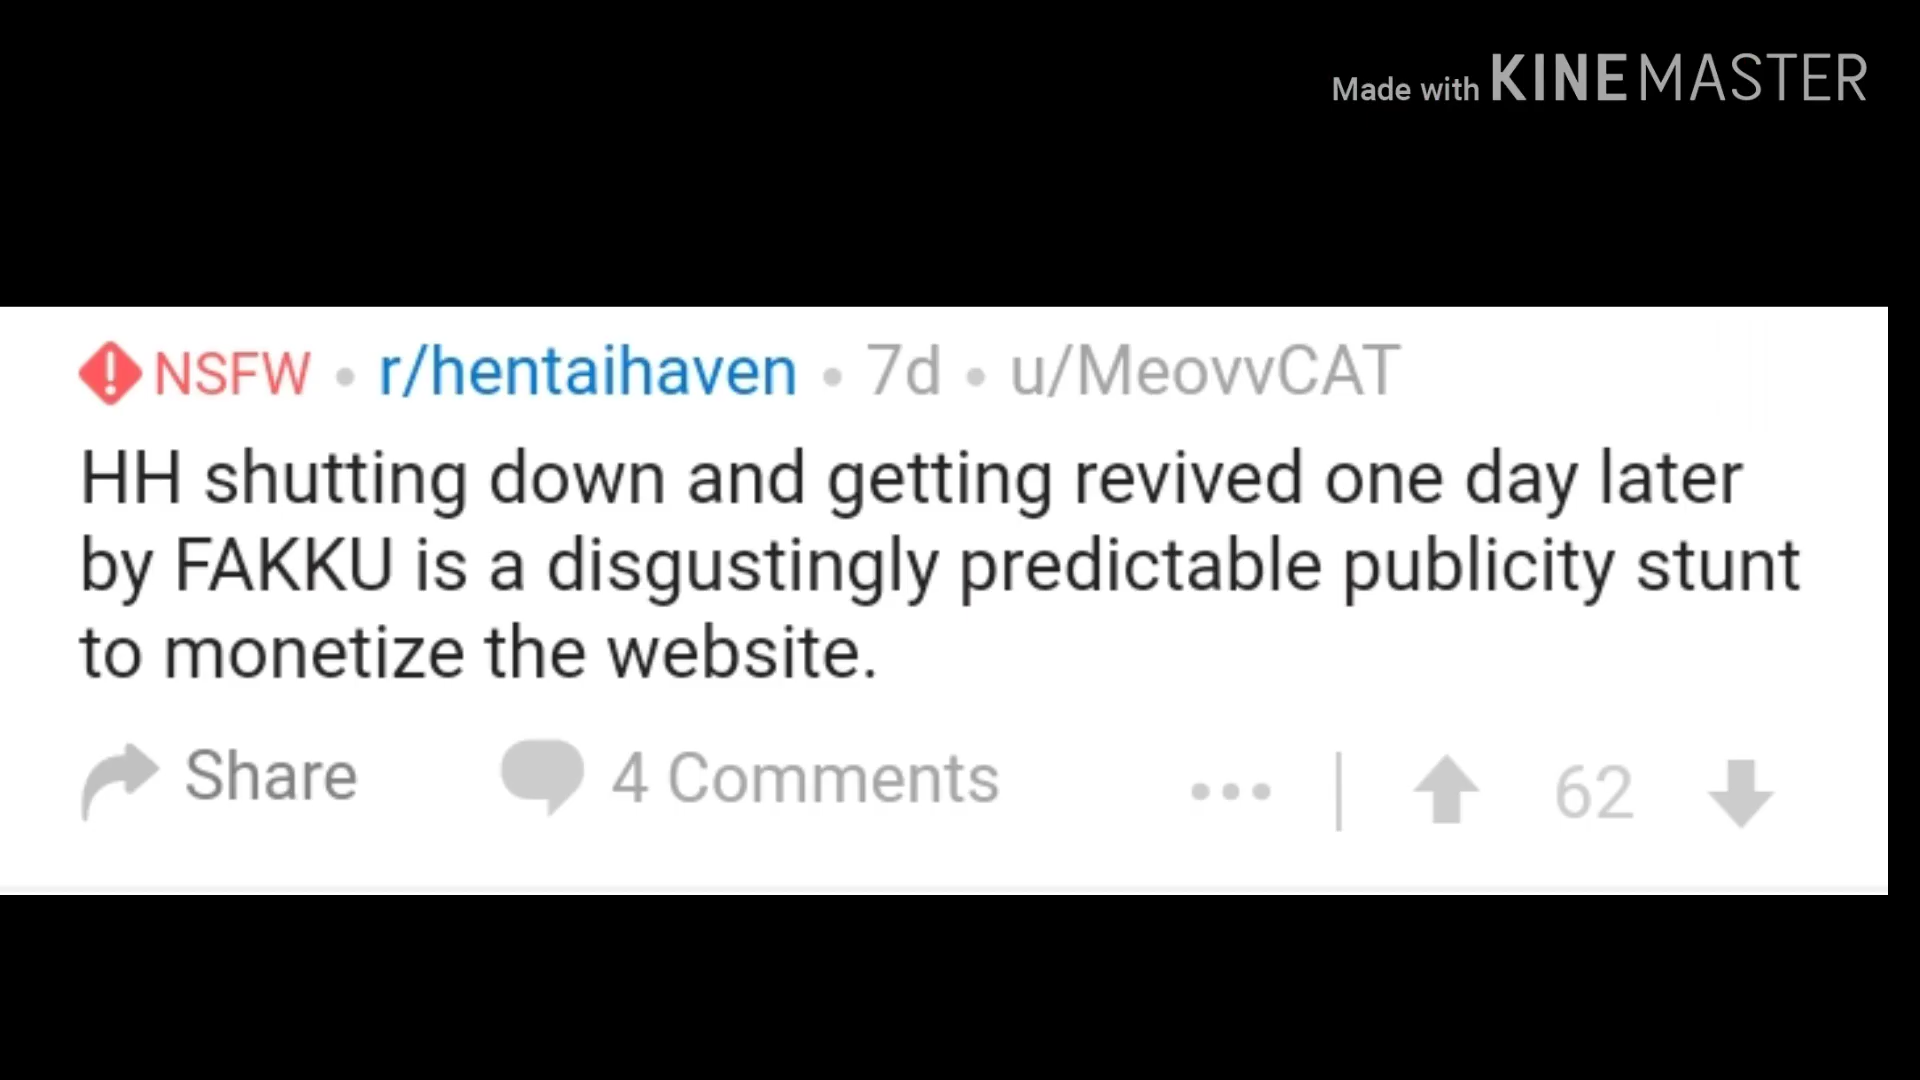 Made with KINEMASTER
NSFW • r/hentaihaven • 7d • u/MeovvCAT
HH shutting down and getting revived one day later
by FAKKU is a disgustingly predictable publicity stunt
to monetize the website.
Share 4 Comments ... | 62